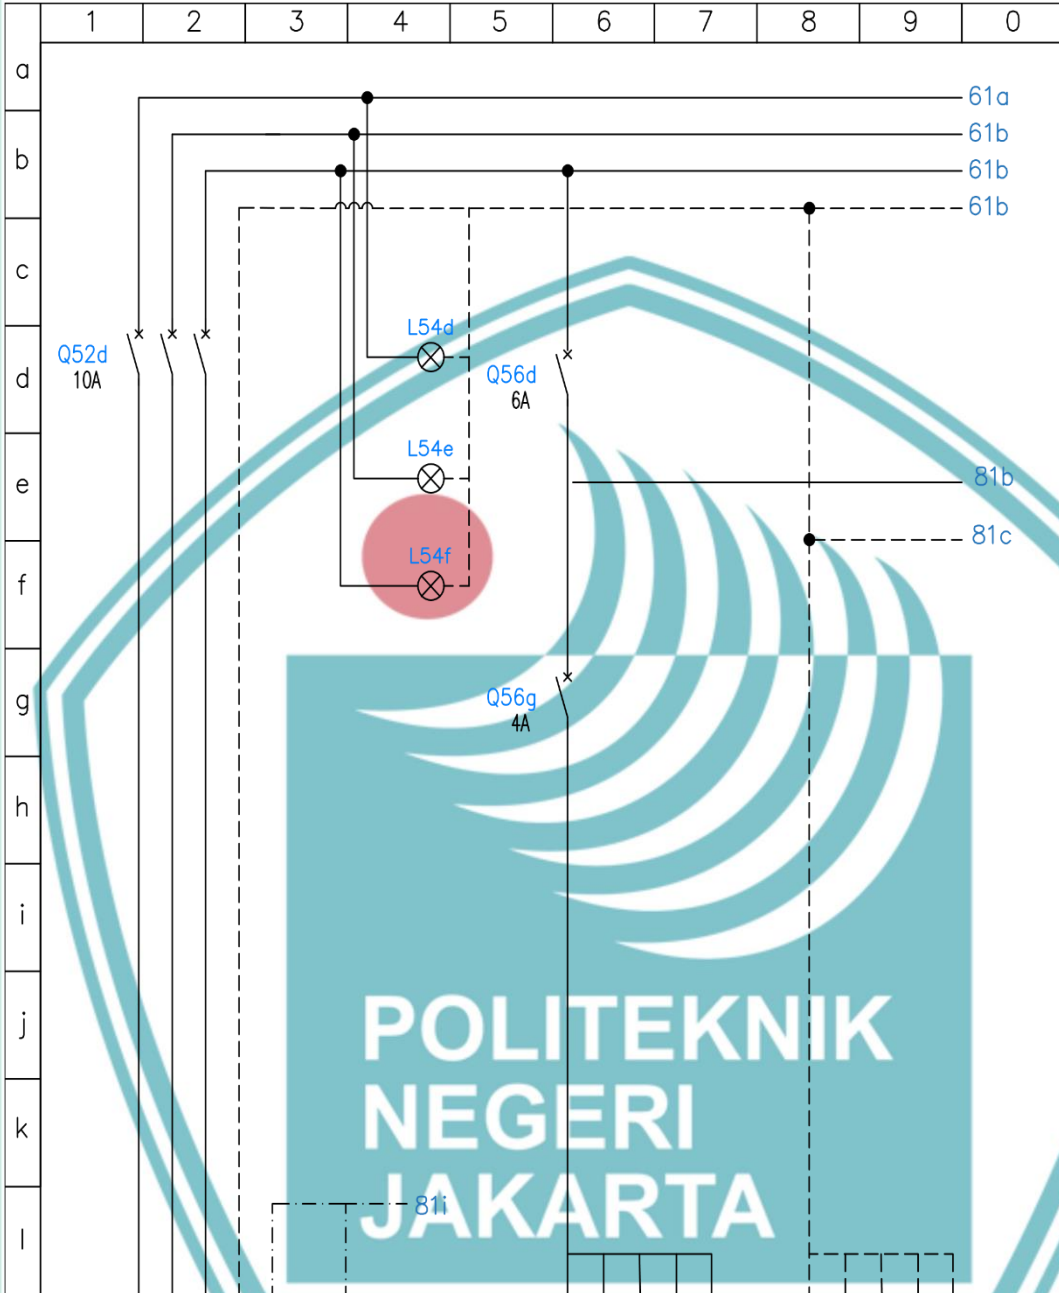 1 2 3 4 5 6 7 8 9 0
a
61a
61b
b
61b
61b
c
L54d
Q52d
10A
d
Q56d
6A
L54e
e
81b
81c
L54f
f
g
Q56g
4A
h
i
j
POLITEKNIK
k
NEGERI
JAKARTA
81i
l